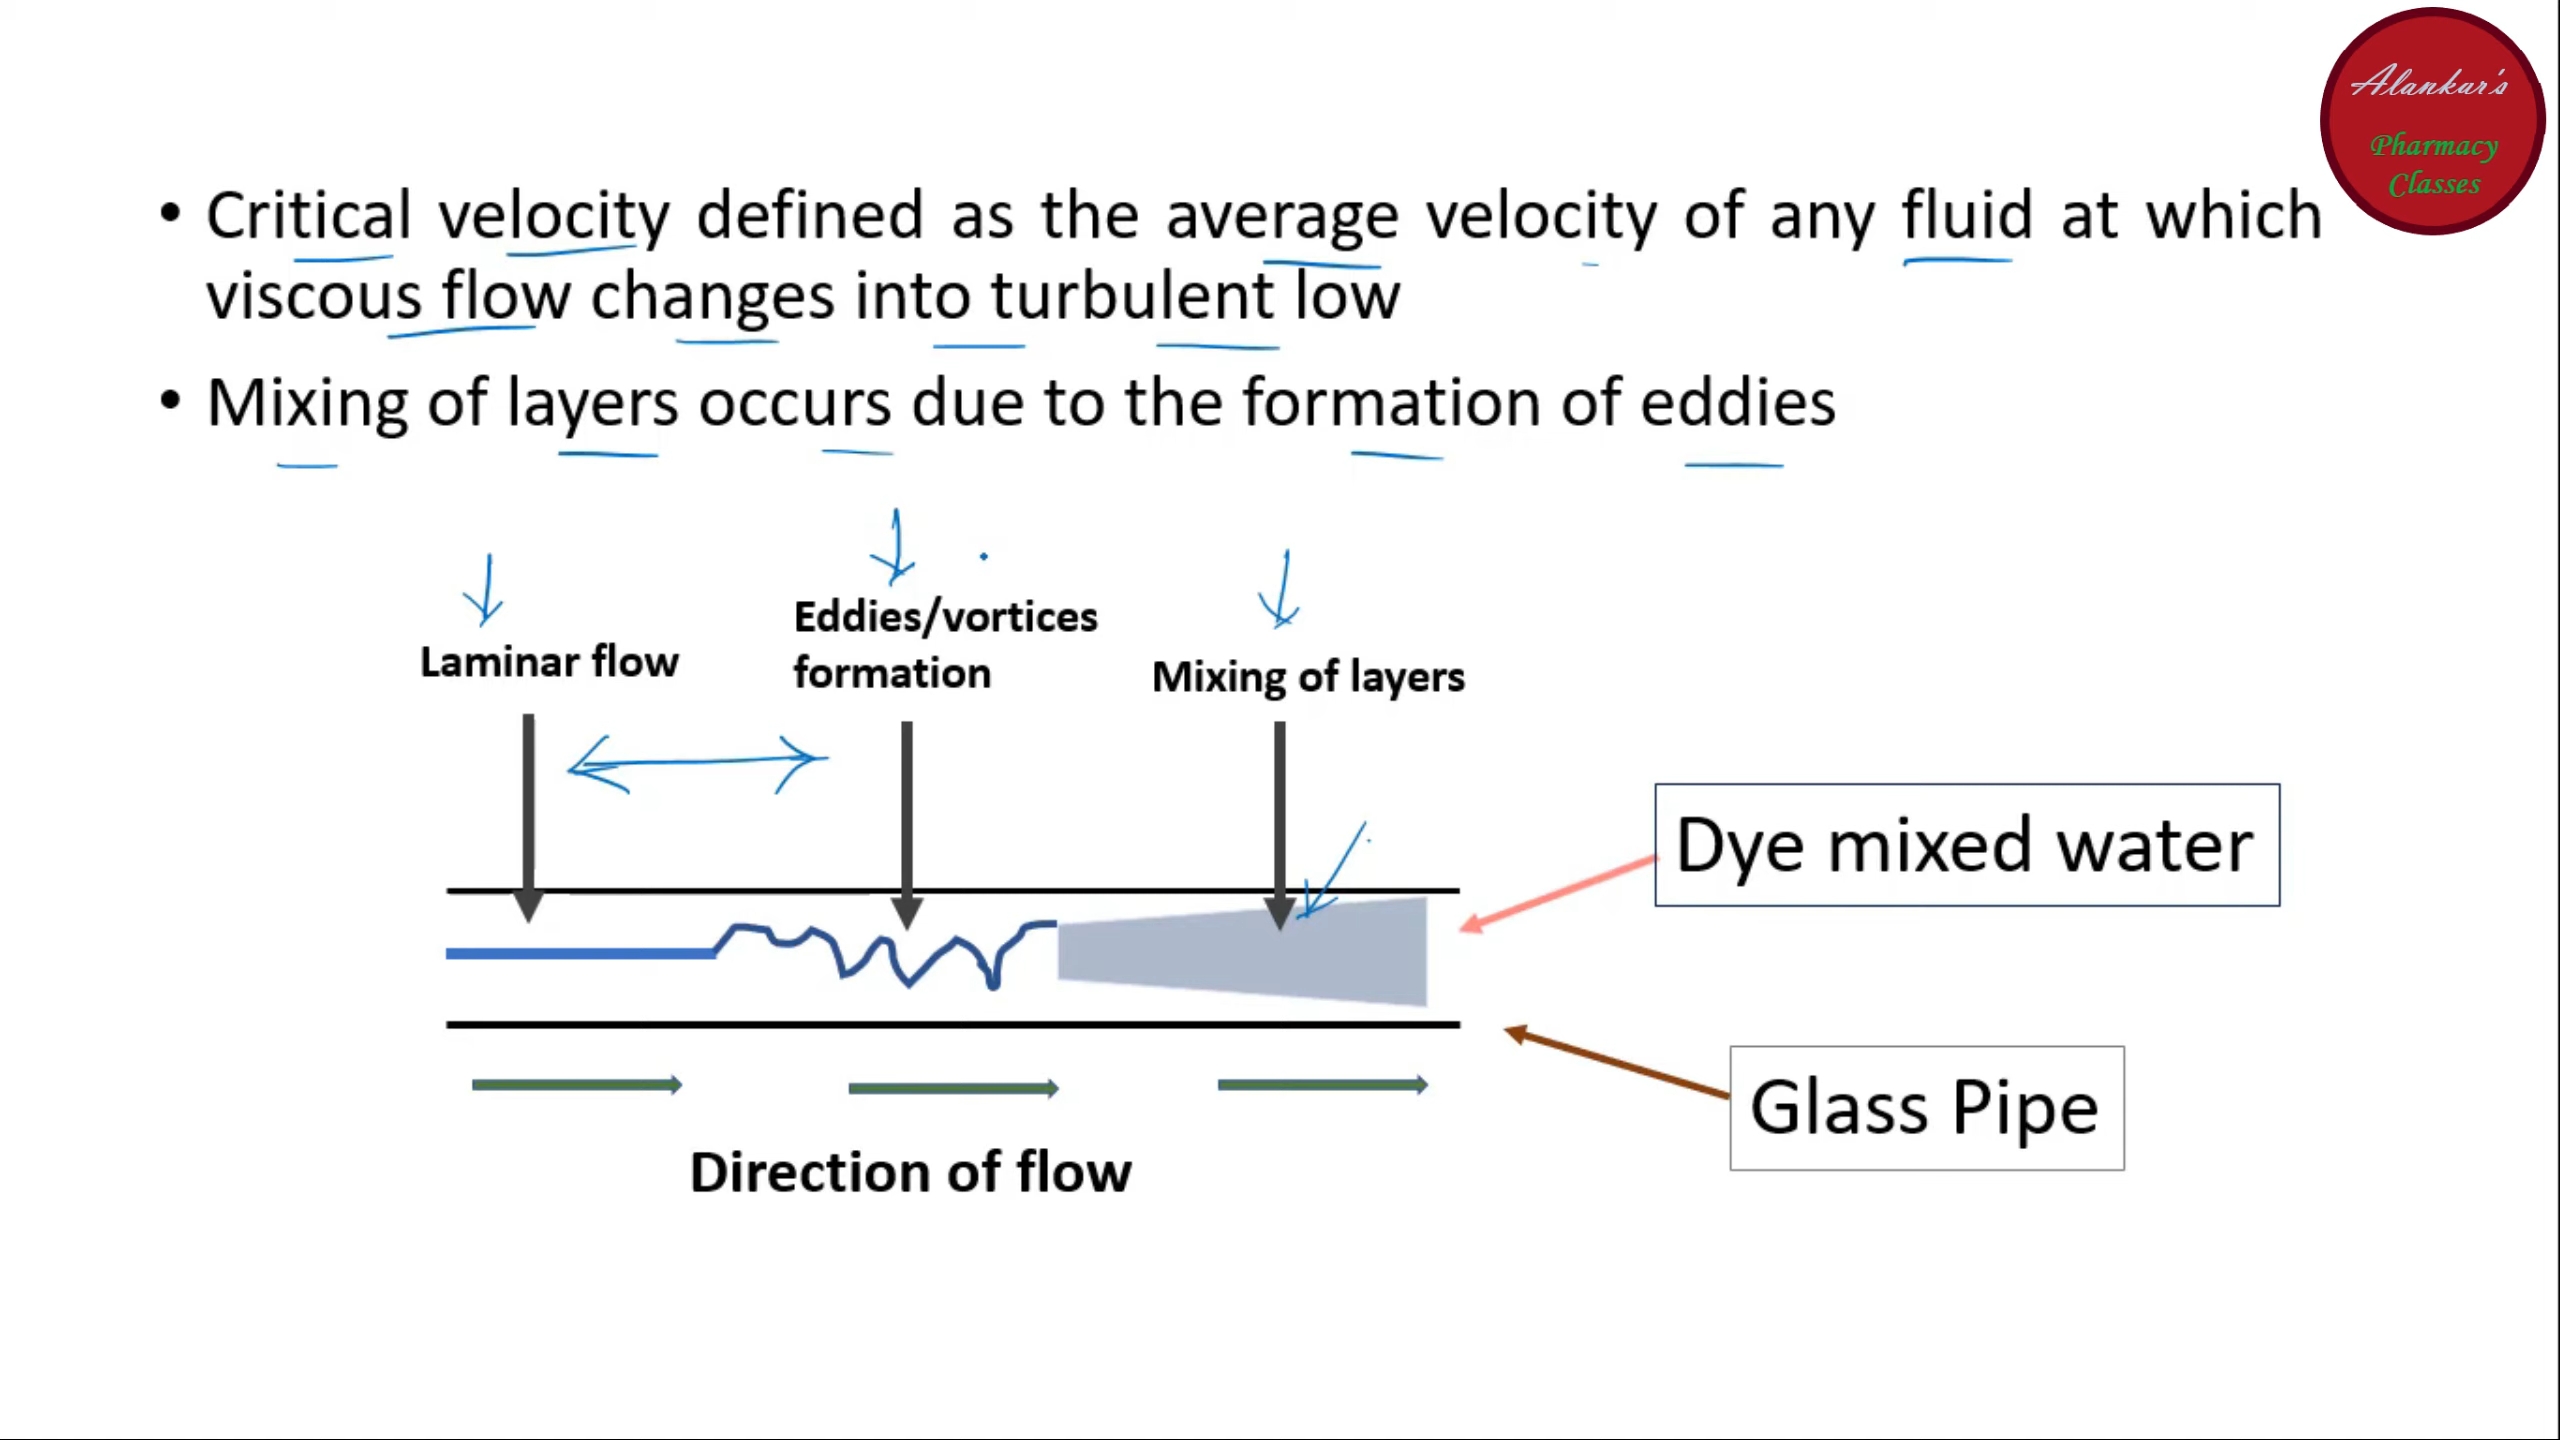 Alankur's
Pharmacy
Classes
• Critical velocity defined as the average velocity of any fluid at which
viscous flow changes into turbulent low
• Mixing of layers occurs due to the formation of eddies
Laminar flow
Eddies/vortices
formation
Mixing of layers
Dye mixed water
Glass Pipe
Direction of flow